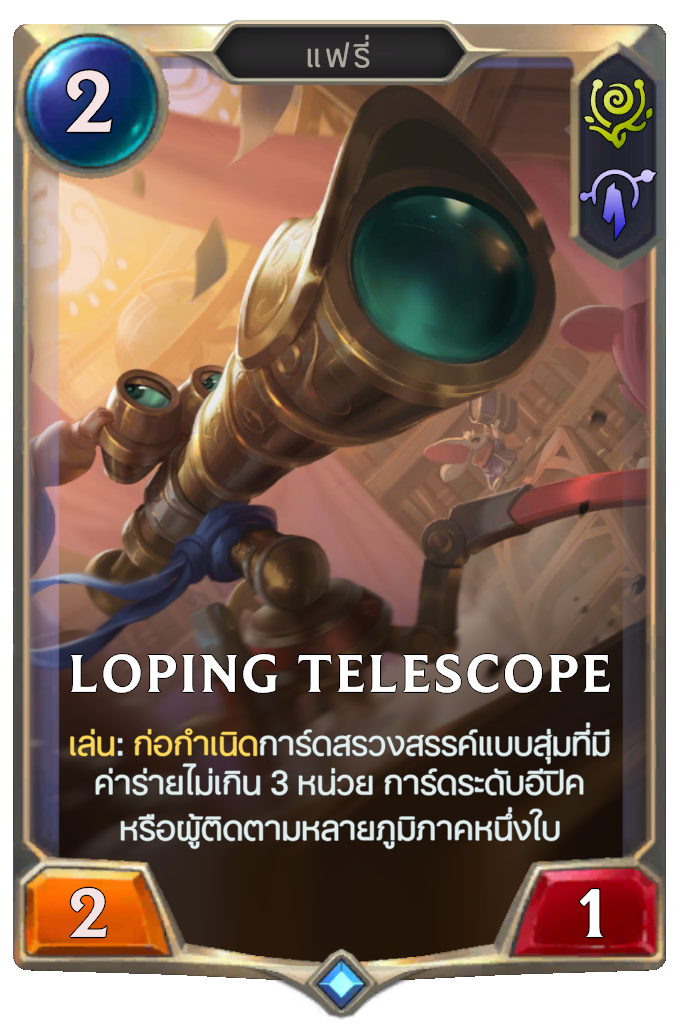 แฟรี่
2
LOPING TELESCOPE
เล่น: ก่อกำเนิดการ์ดสรวงสรรค์แบบสุ่มที่มี
ค่าร่ายไม่เกิน 3 หน่วย การ์ดระดับอีปิค
หรือผู้ติดตามหลายภูมิภาคหนึ่งใบ
2
1